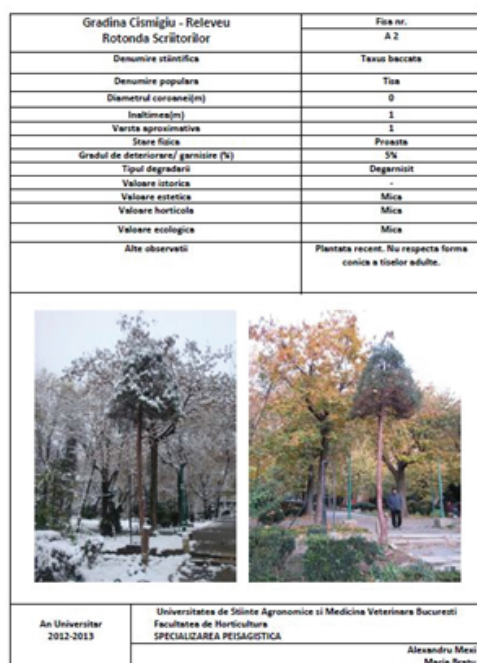 Gradina Cismigiu - Releveu
Rotonda Scriitorilor
Fisa nr.
A 2
Denumire stiintifica
Taxus baccata
Denumire populara
Tisa
Diametrul coroanei(m)
0
Inaltimea(m)
1
Varsta aproximativa
1
Stare fizica
Proasta
Gradul de deteriorare/ garnisire (%)
5%
Tipul degradarii
Degarnisit
Valoare istorica
-
Valoare estetica
Mica
Valoare horticola
Mica
Valoare ecologica
Mica
Alte observatii
Plantata recent. Nu respecta forma
conica a tiselor adulte.
An Universitar
2012-2013
Universitatea de Stiinte Agronomice si Medicina Veterinara Bucuresti
Facultatea de Horticultura
SPECIALIZAREA PEISAGISTICA
Alexandru Mexi
Maria Bratu